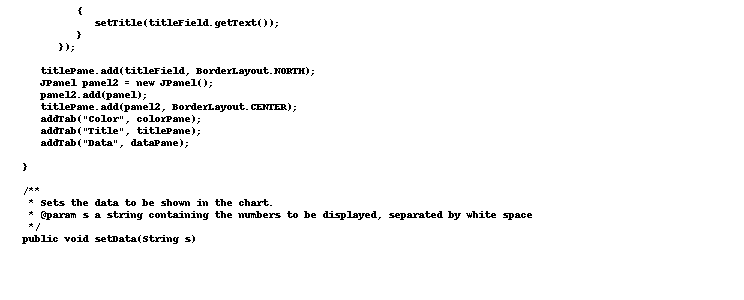 {
setTitle(titleField.getText());
}
});
titlePane.add(titleField, BorderLayout.NORTH);
JPanel panel2 = new JPanel();
panel2.add(panel);
titlePane.add(panel2, BorderLayout.CENTER);
addTab("Color", colorPane);
addTab("Title", titlePane);
addTab("Data", dataPane);
}
/**
* Sets the data to be shown in the chart.
* @param s a string containing the numbers to be displayed, separated by white space
*/
public void setData(String s)